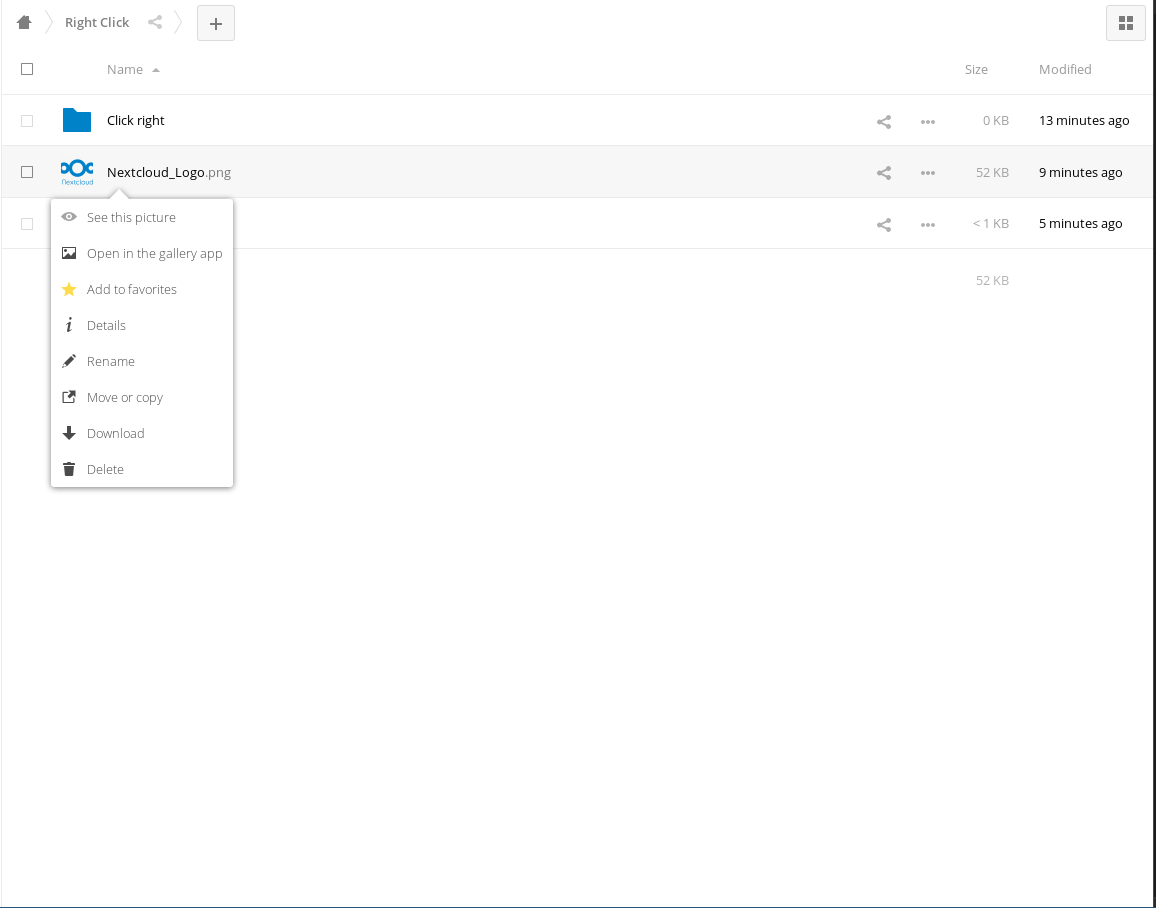 Right Click
Name Size Modified
Click right 0 KB 13 minutes ago
nextcloud Nextcloud_Logo.png 52 KB 9 minutes ago
See this picture < 1 KB 5 minutes ago
Open in the gallery app
52 KB
Add to favorites
Details
Rename
Move or copy
Download
Delete